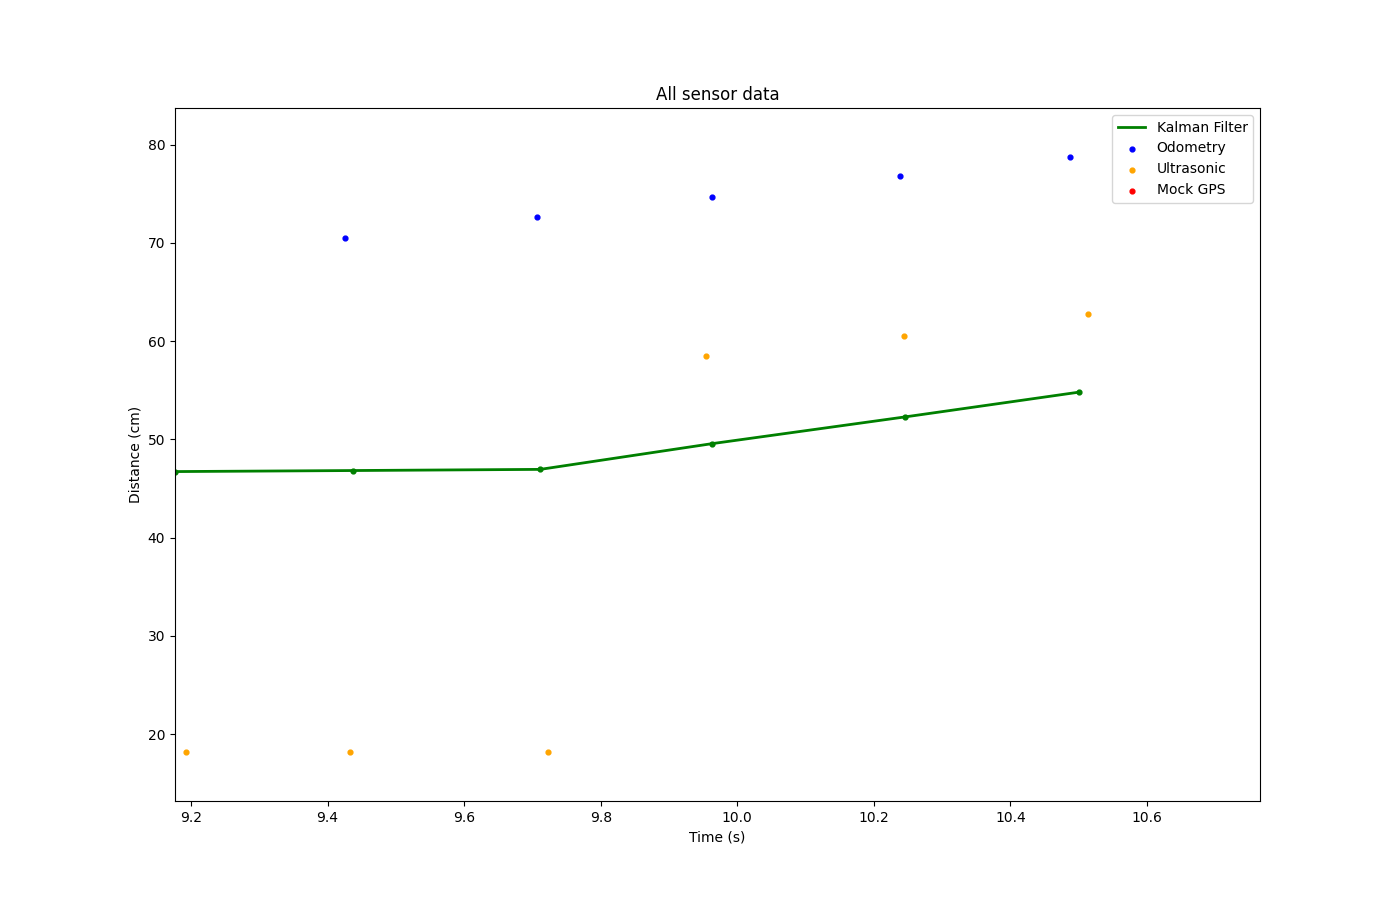 All sensor data
Kalman Filter
Odometry
Ultrasonic
Mock GPS
Distance (cm)
80
70
60
50
40
30
20
9.2 9.4 9.6 9.8 10.0 10.2 10.4 10.6
Time (s)